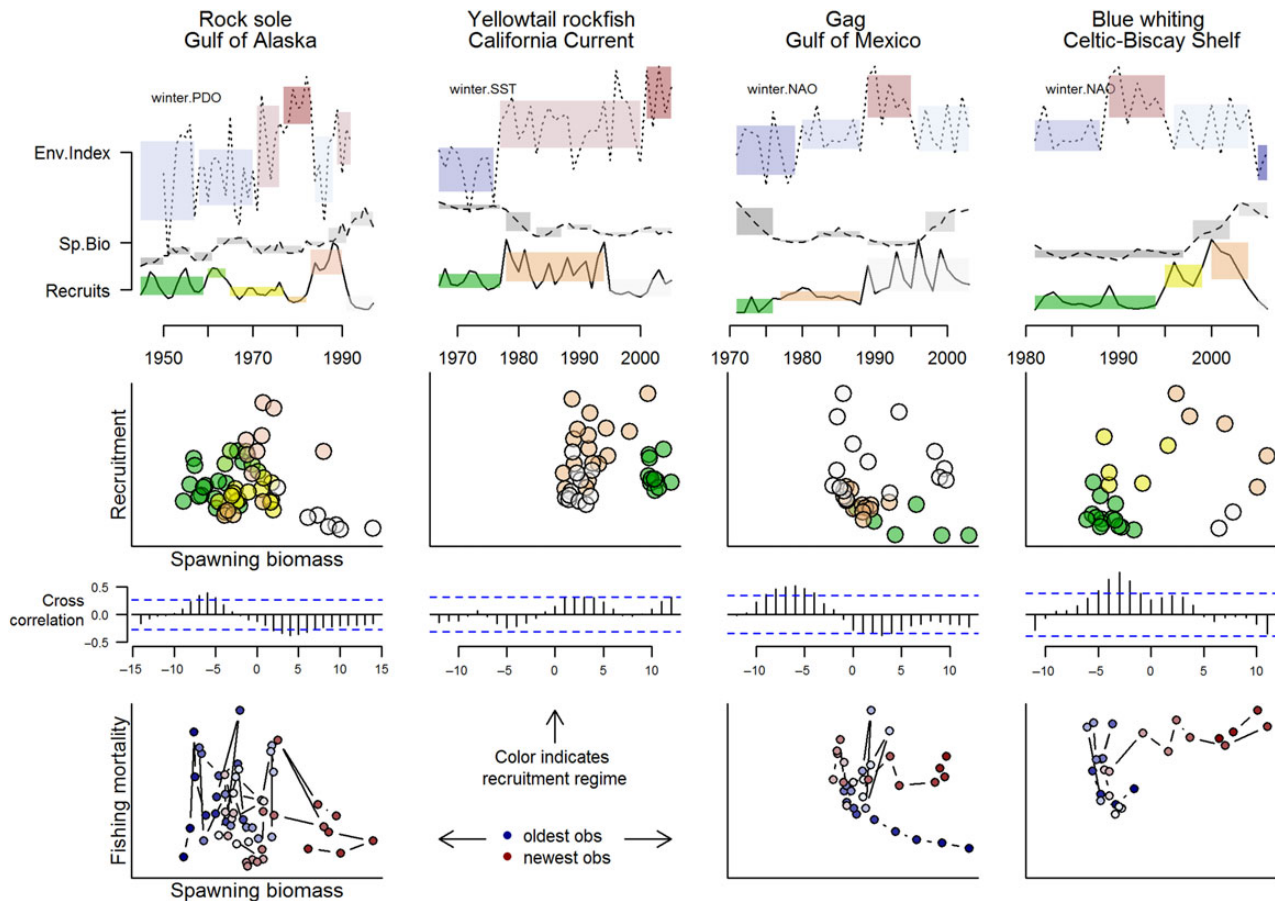 Rock sole
Gulf of Alaska
Yellowtail rockfish
California Current
Gag
Gulf of Mexico
Blue whiting
Celtic-Biscay Shelf
winter.PDO
winter.SST
winter.NAO
winter.NAO
Env.Index
Sp.Bio
Recruits
1950 1970 1990
1970 1980 1990 2000
1970 1980 1990 2000
1980 1990 2000
Recruitment
Spawning biomass
Cross
correlation
0.5
0.0
−0.5
−15 −10 −5 0 5 10 15
−10 −5 0 5 10
−10 −5 0 5 10
−10 −5 0 5 10
Fishing mortality
Spawning biomass
Color indicates
recruitment regime
oldest obs
newest obs